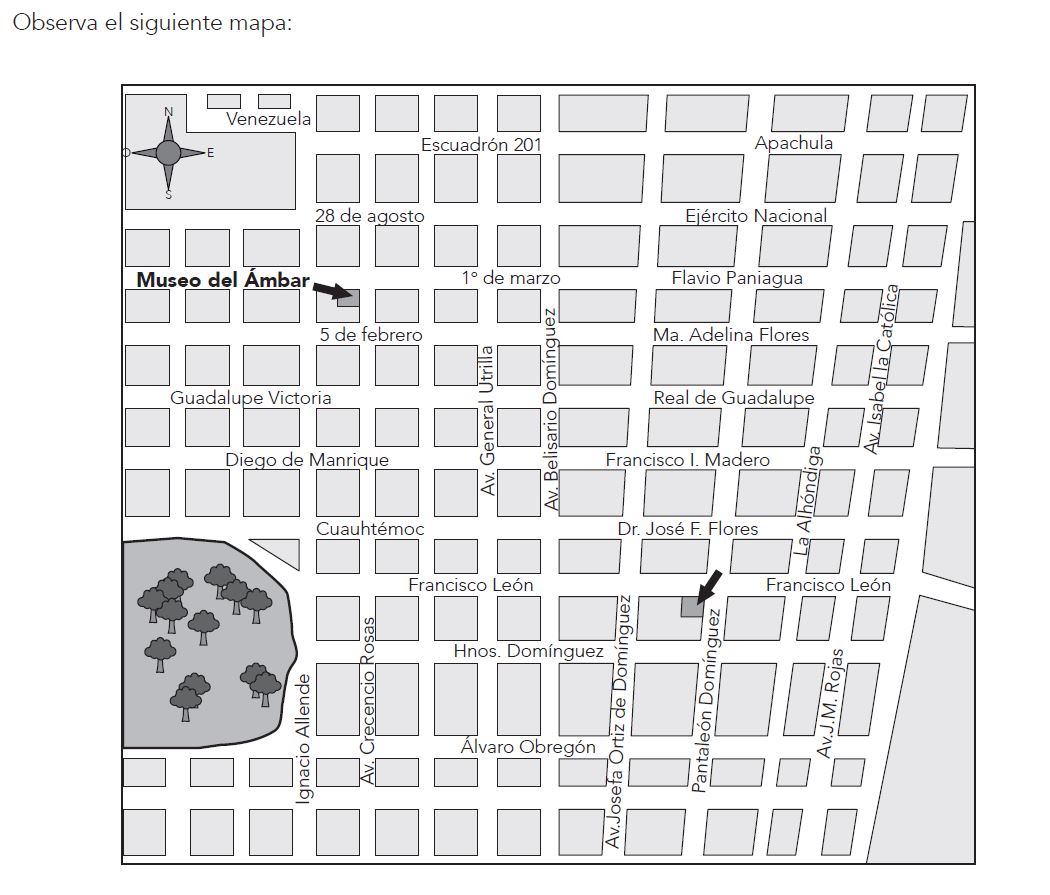 Observa el siguiente mapa:
N
Venezuela
Escuadrón 201
Apachula
O
E
S
28 de agosto
Ejército Nacional
Museo del Ámbar
1° de marzo
Flavio Paniagua
5 de febrero
Ma. Adelina Flores
Av. Isabel la Católica
Av. General Utrilla
Av. Belisario Domínguez
Guadalupe Victoria
Real de Guadalupe
Diego de Manrique
Francisco I. Madero
La Alhóndiga
Cuauhtémoc
Dr. José F. Flores
Francisco León
Francisco León
Hnos. Domínguez
Ignacio Allende
Av. Crecencio Rosas
Av.Josefa Ortiz de Domínguez
Pantaleón Domínguez
Av.J.M. Rojas
Álvaro Obregón